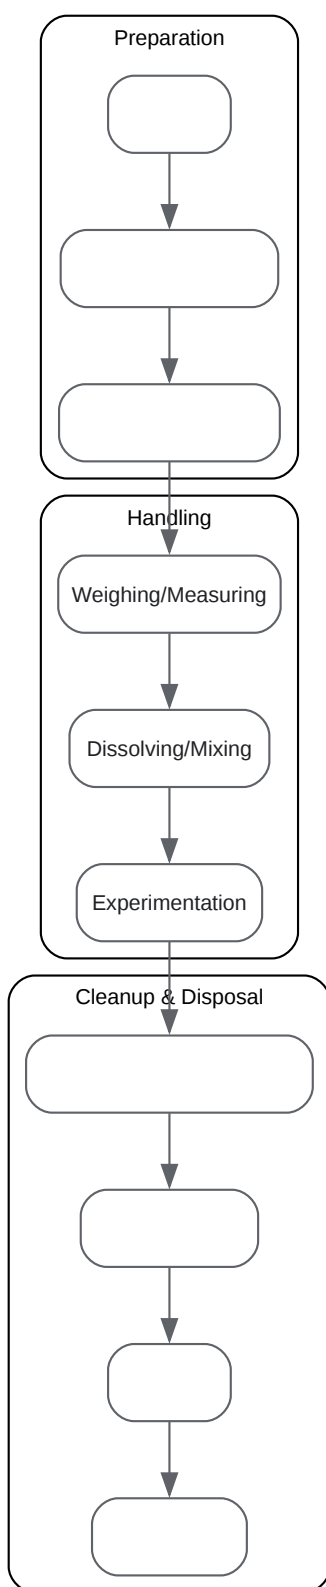 Preparation
Handling
Weighing/Measuring
Dissolving/Mixing
Experimentation
Cleanup & Disposal